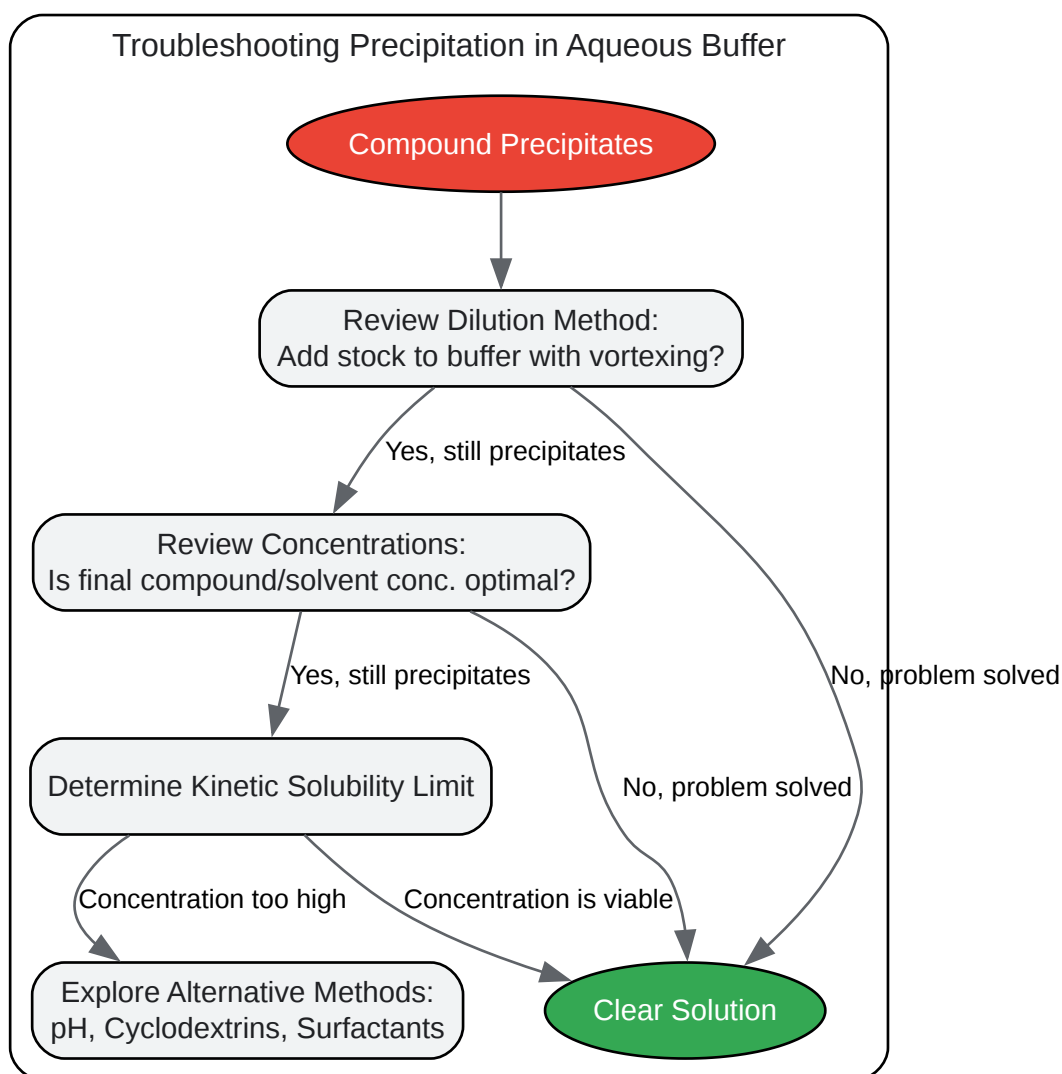 Troubleshooting Precipitation in Aqueous Buffer
Compound Precipitates
Review Dilution Method:
Add stock to buffer with vortexing?
Yes, still precipitates
Review Concentrations:
Is final compound/solvent conc. optimal?
Yes, still precipitates
No, problem solved
Determine Kinetic Solubility Limit
No, problem solved
Concentration too high
Concentration is viable
Explore Alternative Methods:
pH, Cyclodextrins, Surfactants
Clear Solution